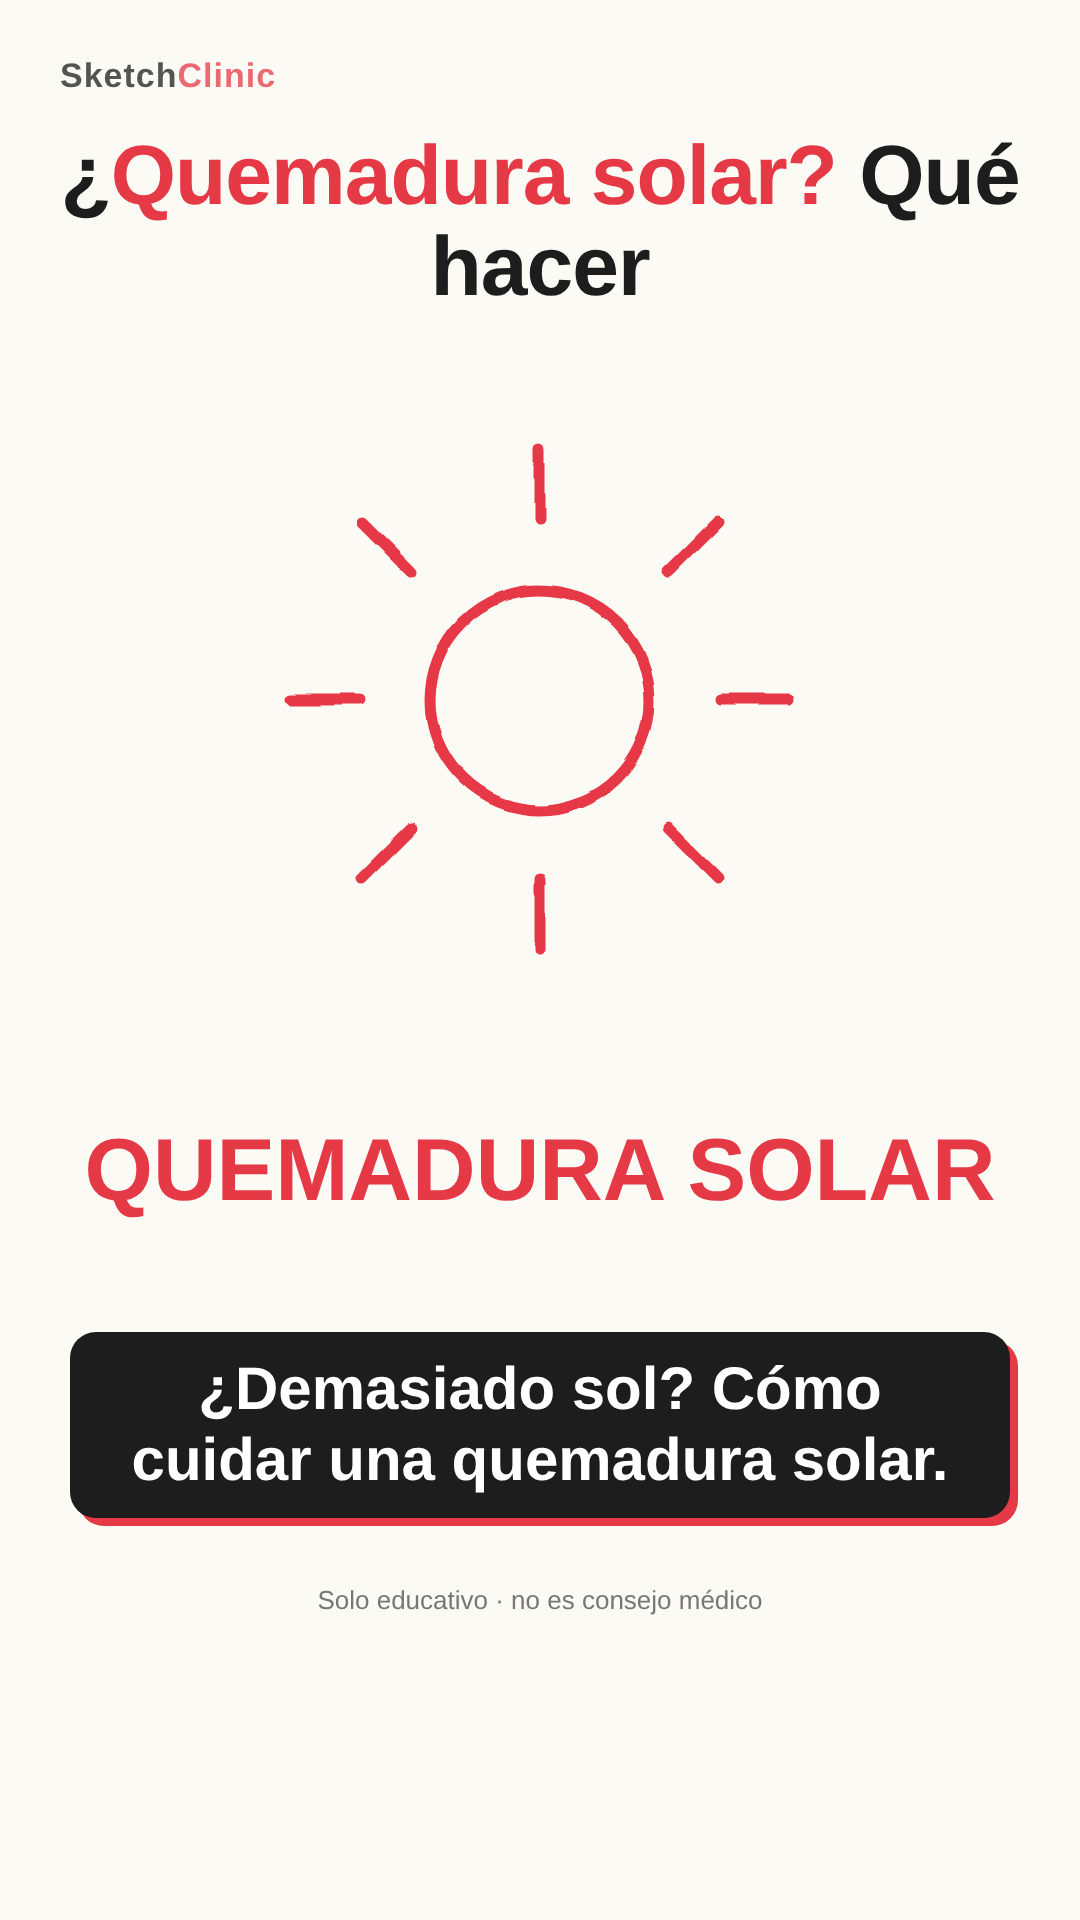 SketchClinic
¿Quemadura solar? Qué
hacer
QUEMADURA SOLAR
¿Demasiado sol? Cómo
cuidar una quemadura solar.
Solo educativo · no es consejo médico